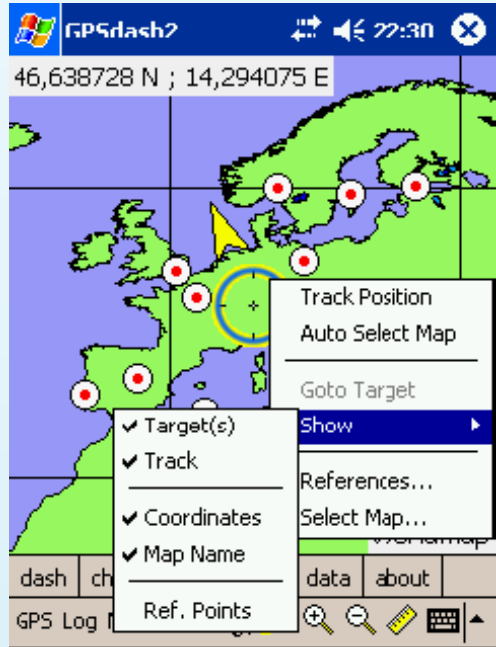 GPSdash2
22:30
46,638728 N ; 14,294075 E
Track Position
Auto Select Map
Goto Target
Show
References...
Select Map...
Target(s)
Track
Coordinates
Map Name
Ref. Points
dash
data
about
GPS Log